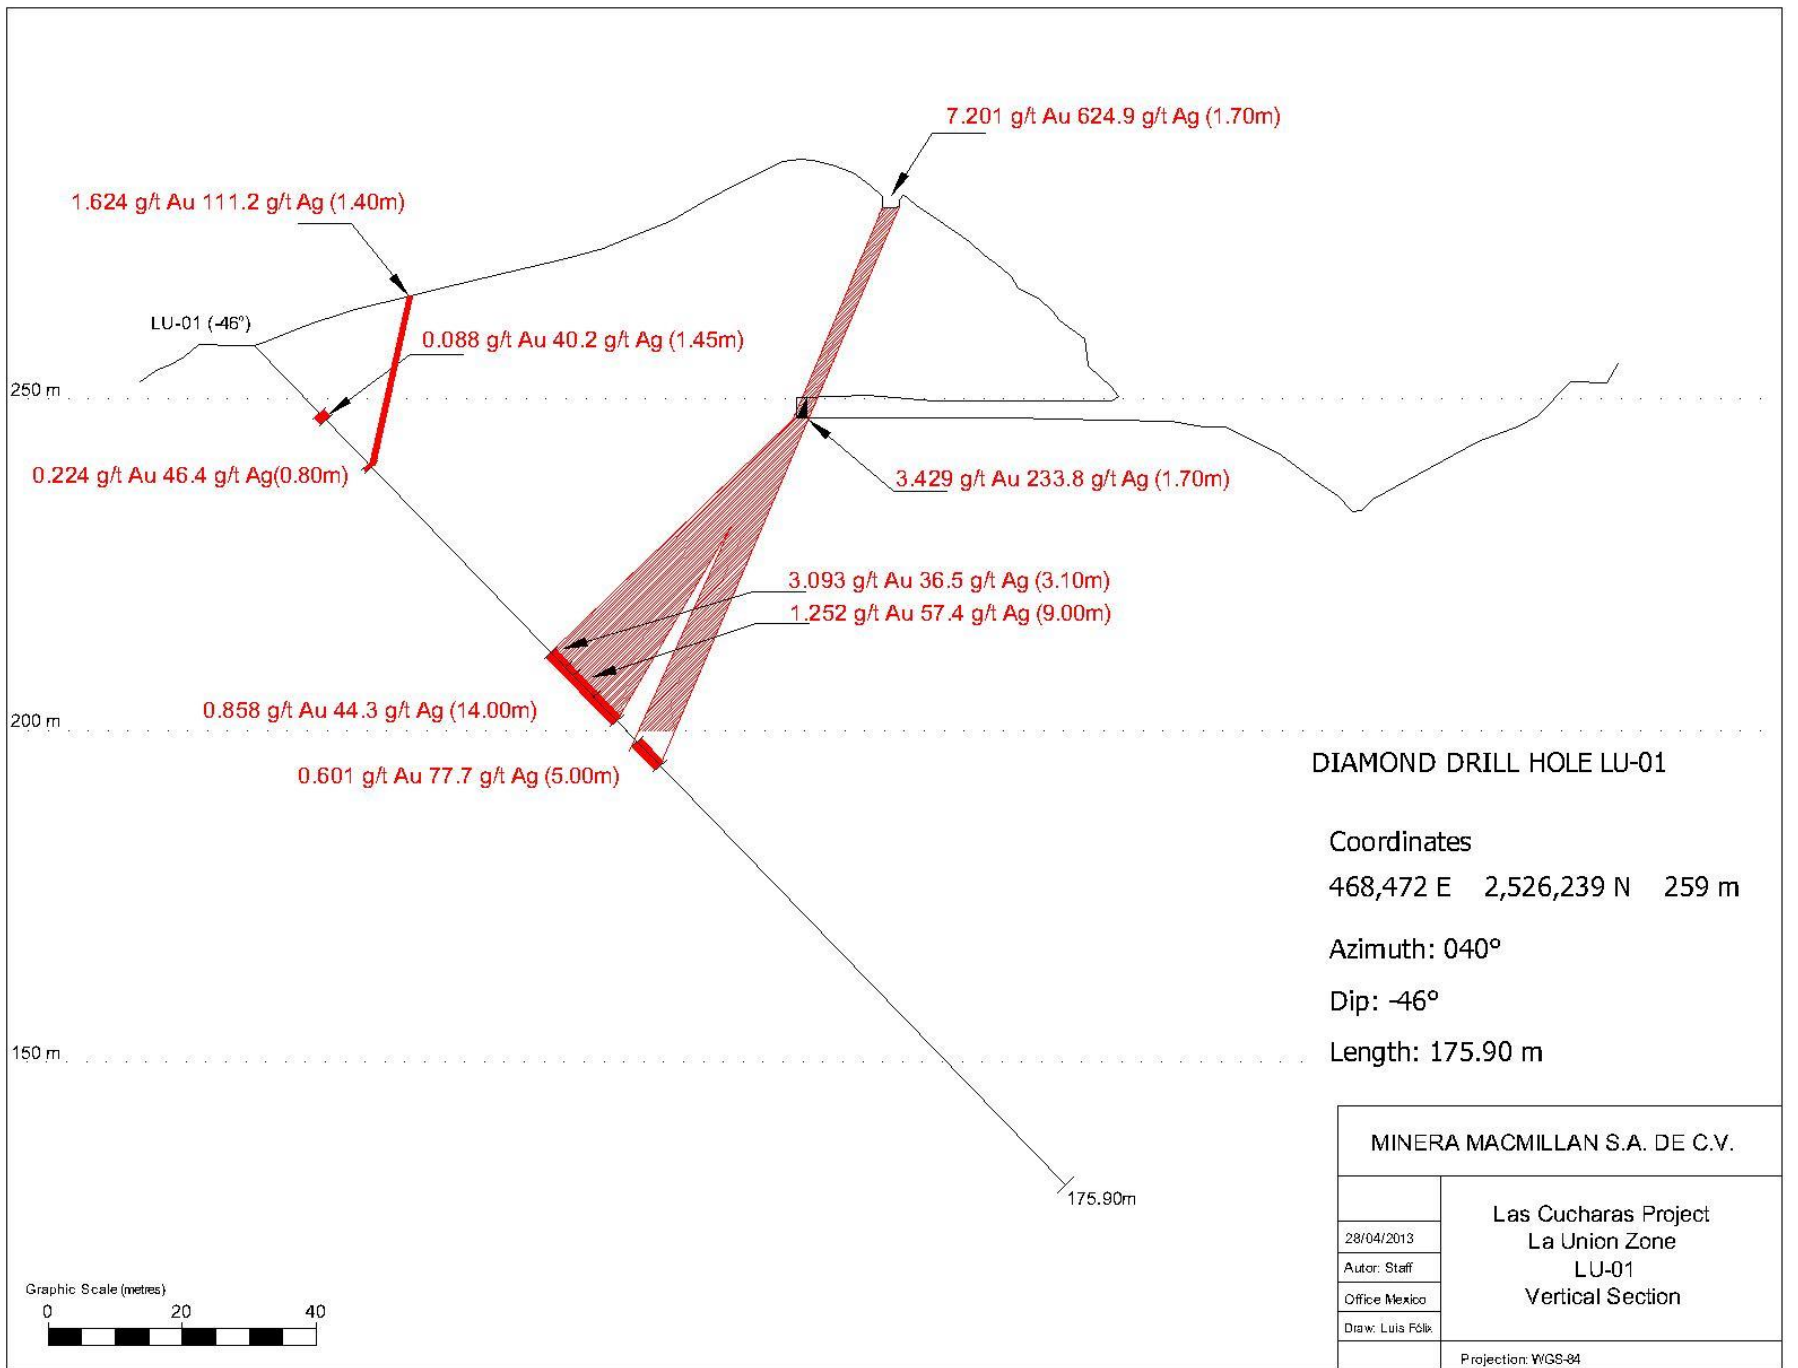 7.201 g/t Au 624.9 g/t Ag (1.70m)
1.624 g/t Au 111.2 g/t Ag (1.40m)
LU-01 (-46º)
0.088 g/t Au 40.2 g/t Ag (1.45m)
250 m
0.224 g/t Au 46.4 g/t Ag(0.80m)
3.429 g/t Au 233.8 g/t Ag (1.70m)
3.093 g/t Au 36.5 g/t Ag (3.10m)
1.252 g/t Au 57.4 g/t Ag (9.00m)
0.858 g/t Au 44.3 g/t Ag (14.00m)
200 m
0.601 g/t Au 77.7 g/t Ag (5.00m)
DIAMOND DRILL HOLE LU-01
Coordinates
468,472 E 2,526,239 N 259 m
Azimuth: 040º
Dip: -46º
150 m
Length: 175.90 m
175.90m
MINERA MACMILLAN S.A. DE C.V.
28/04/2013
Autor: Staff
Office Mexico
Draw: Luis Félix
Las Cucharas Project
La Union Zone
LU-01
Vertical Section
Projection: WGS-84
Graphic Scale (metres)
0 20 40